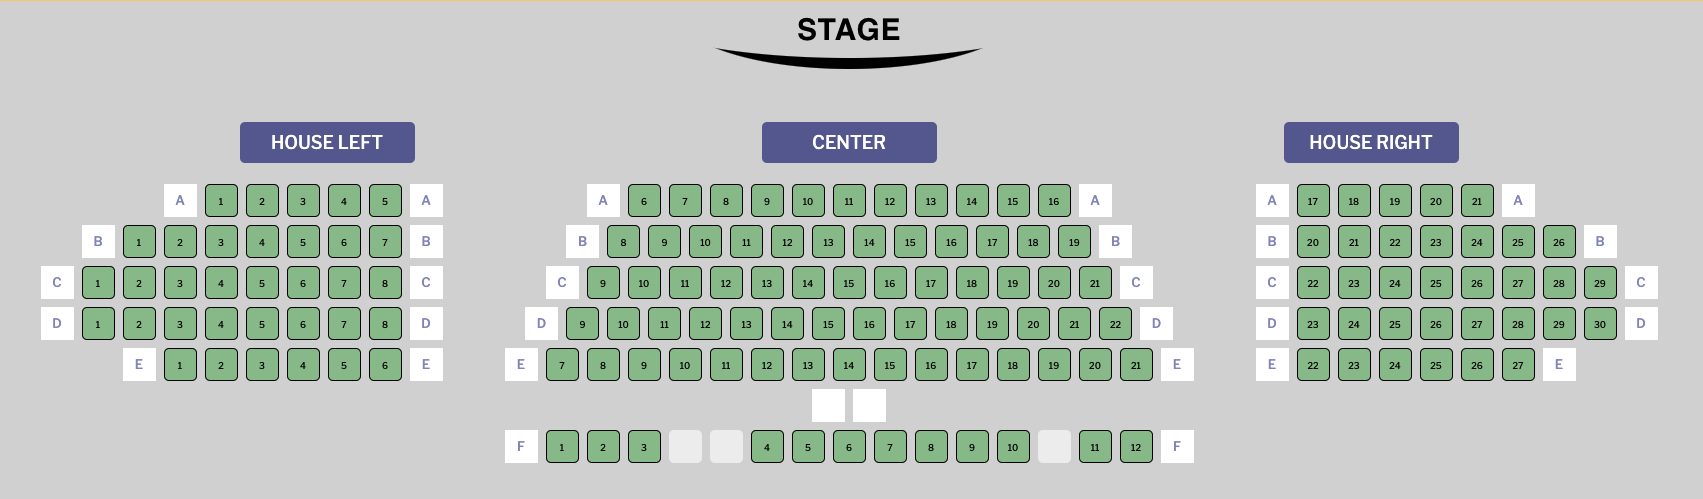 STAGE
HOUSE LEFT CENTER HOUSE RIGHT
A 1 2 3 4 5 A A 6 7 8 9 10 11 12 13 14 15 16 A A 17 18 19 20 21 A
B 1 2 3 4 5 6 7 B B 8 9 10 11 12 13 14 15 16 17 18 19 B B 20 21 22 23 24 25 26 B
C 1 2 3 4 5 6 7 8 C C 9 10 11 12 13 14 15 16 17 18 19 20 21 C C 22 23 24 25 26 27 28 29 C
D 1 2 3 4 5 6 7 8 D D 9 10 11 12 13 14 15 16 17 18 19 20 21 22 D D 23 24 25 26 27 28 29 30 D
E 1 2 3 4 5 6 E E 7 8 9 10 11 12 13 14 15 16 17 18 19 20 21 E E 22 23 24 25 26 27 E
F 1 2 3 4 5 6 7 8 9 10 11 12 F